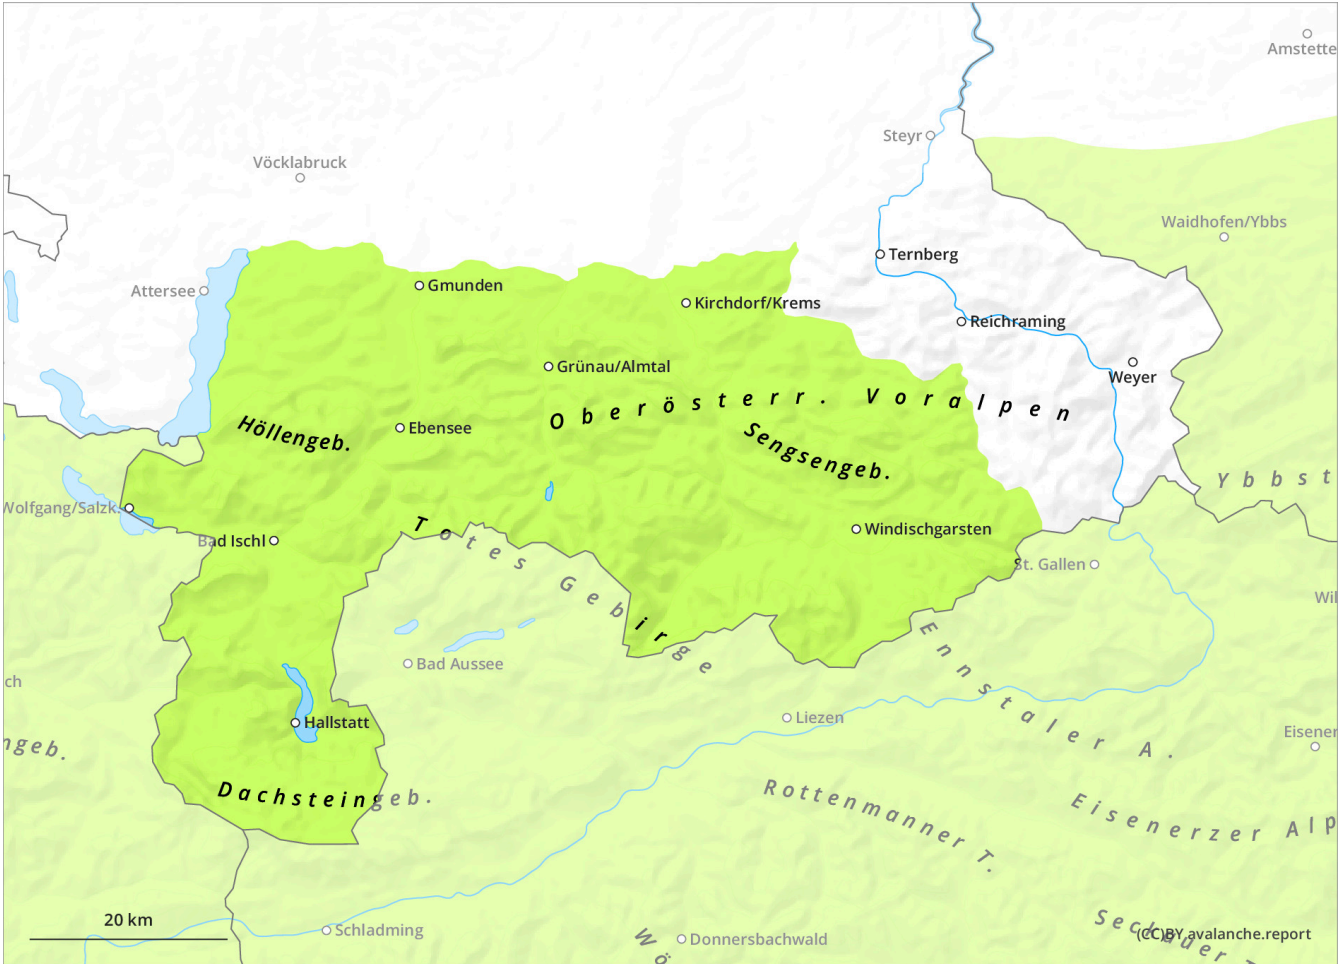 Amstette
Steyr
Vöcklabruck
Waidhofen/Ybbs
Ternberg
Attersee
Gmunden
Kirchdorf/Krems
Reichraming
Grünau/Almtal
Weyer
Oberösterr. Voralpen
Höllengeb.
Ebensee
Sengsengeb.
Ybbst
Wolfgang/Salzk.
Totes Gebirge
Windischgarsten
Bad Ischl
St. Gallen
Wil
Ennstaler A.
Bad Aussee
ch
Liezen
Hallstatt
Eisener
ngeb.
Dachsteingeb.
Rottenmanner T.
Eisenerzer Alp
20 km
Schladming
Wö
Donnersbachwald
Seckauer T
(CC)BY avalanche.report